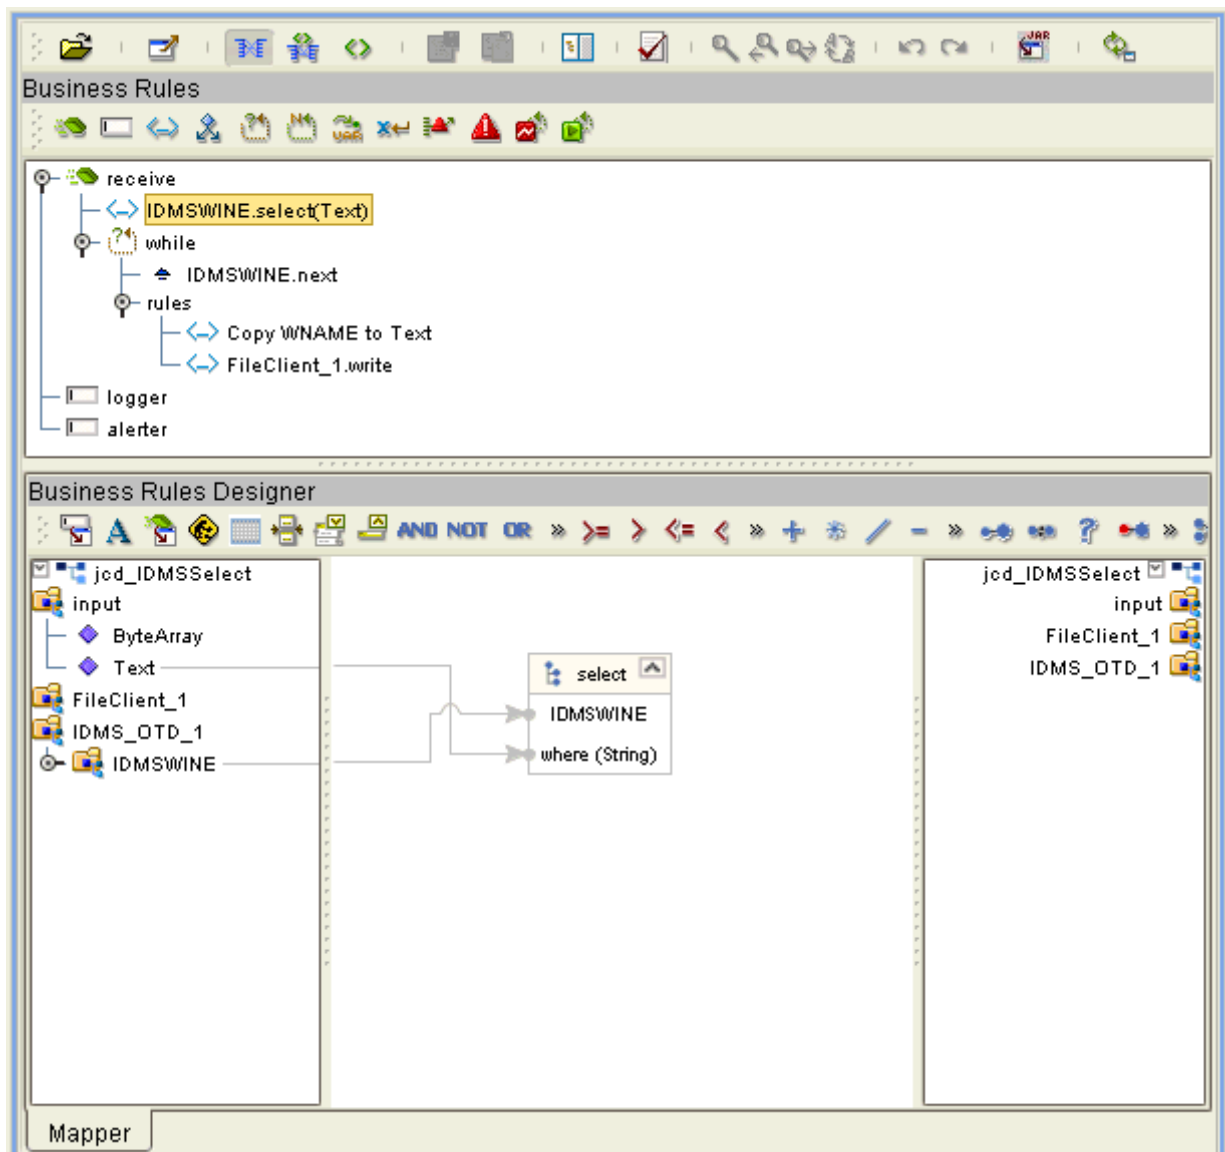 JAR
Business Rules
VAR
receive
IDMSWINE.select(Text)
while
IDMSWINE.next
rules
Copy WNAME to Text
FileClient_1.write
logger
alerter
Business Rules Designer
A AND NOT OR » >= > <= < » + * / - » ? »
jcd_IDMSSelect
input
ByteArray
Text
FileClient_1
IDMS_OTD_1
IDMSWINE
select
IDMSWINE
where (String)
jcd_IDMSSelect
input
FileClient_1
IDMS_OTD_1
Mapper